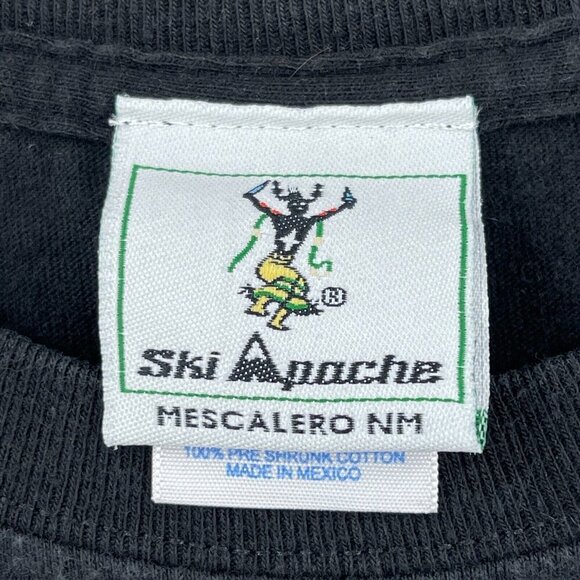 ®
Ski Apache
MESCALERO NM
100% PRE SHRUNK COTTON
MADE IN MEXICO